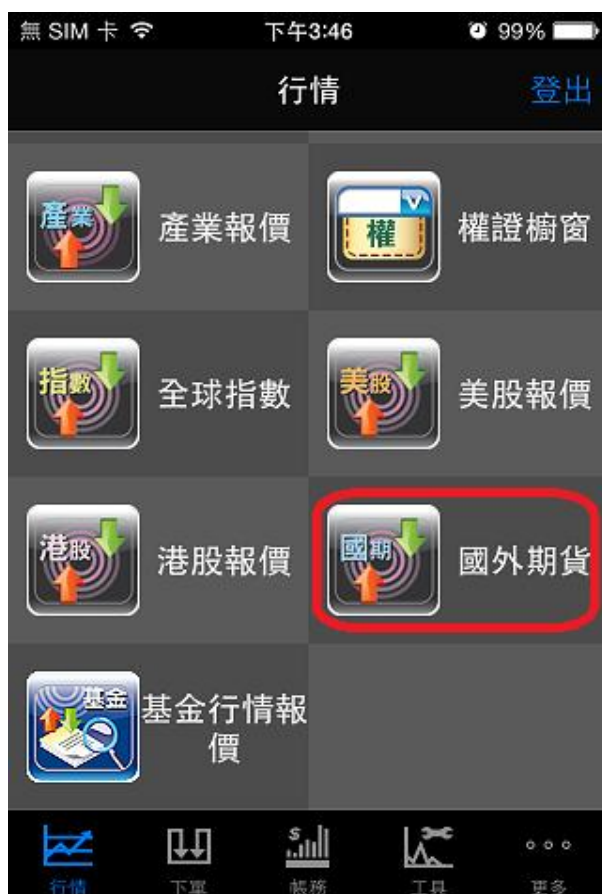 無 SIM 卡 下午3:46 99%
行情 登出
產業 產業報價
權 權證櫥窗
指數 全球指數
美股 美股報價
港股 港股報價
國期 國外期貨
基金 基金行情報
價
行情 下單 帳務 工具 更多